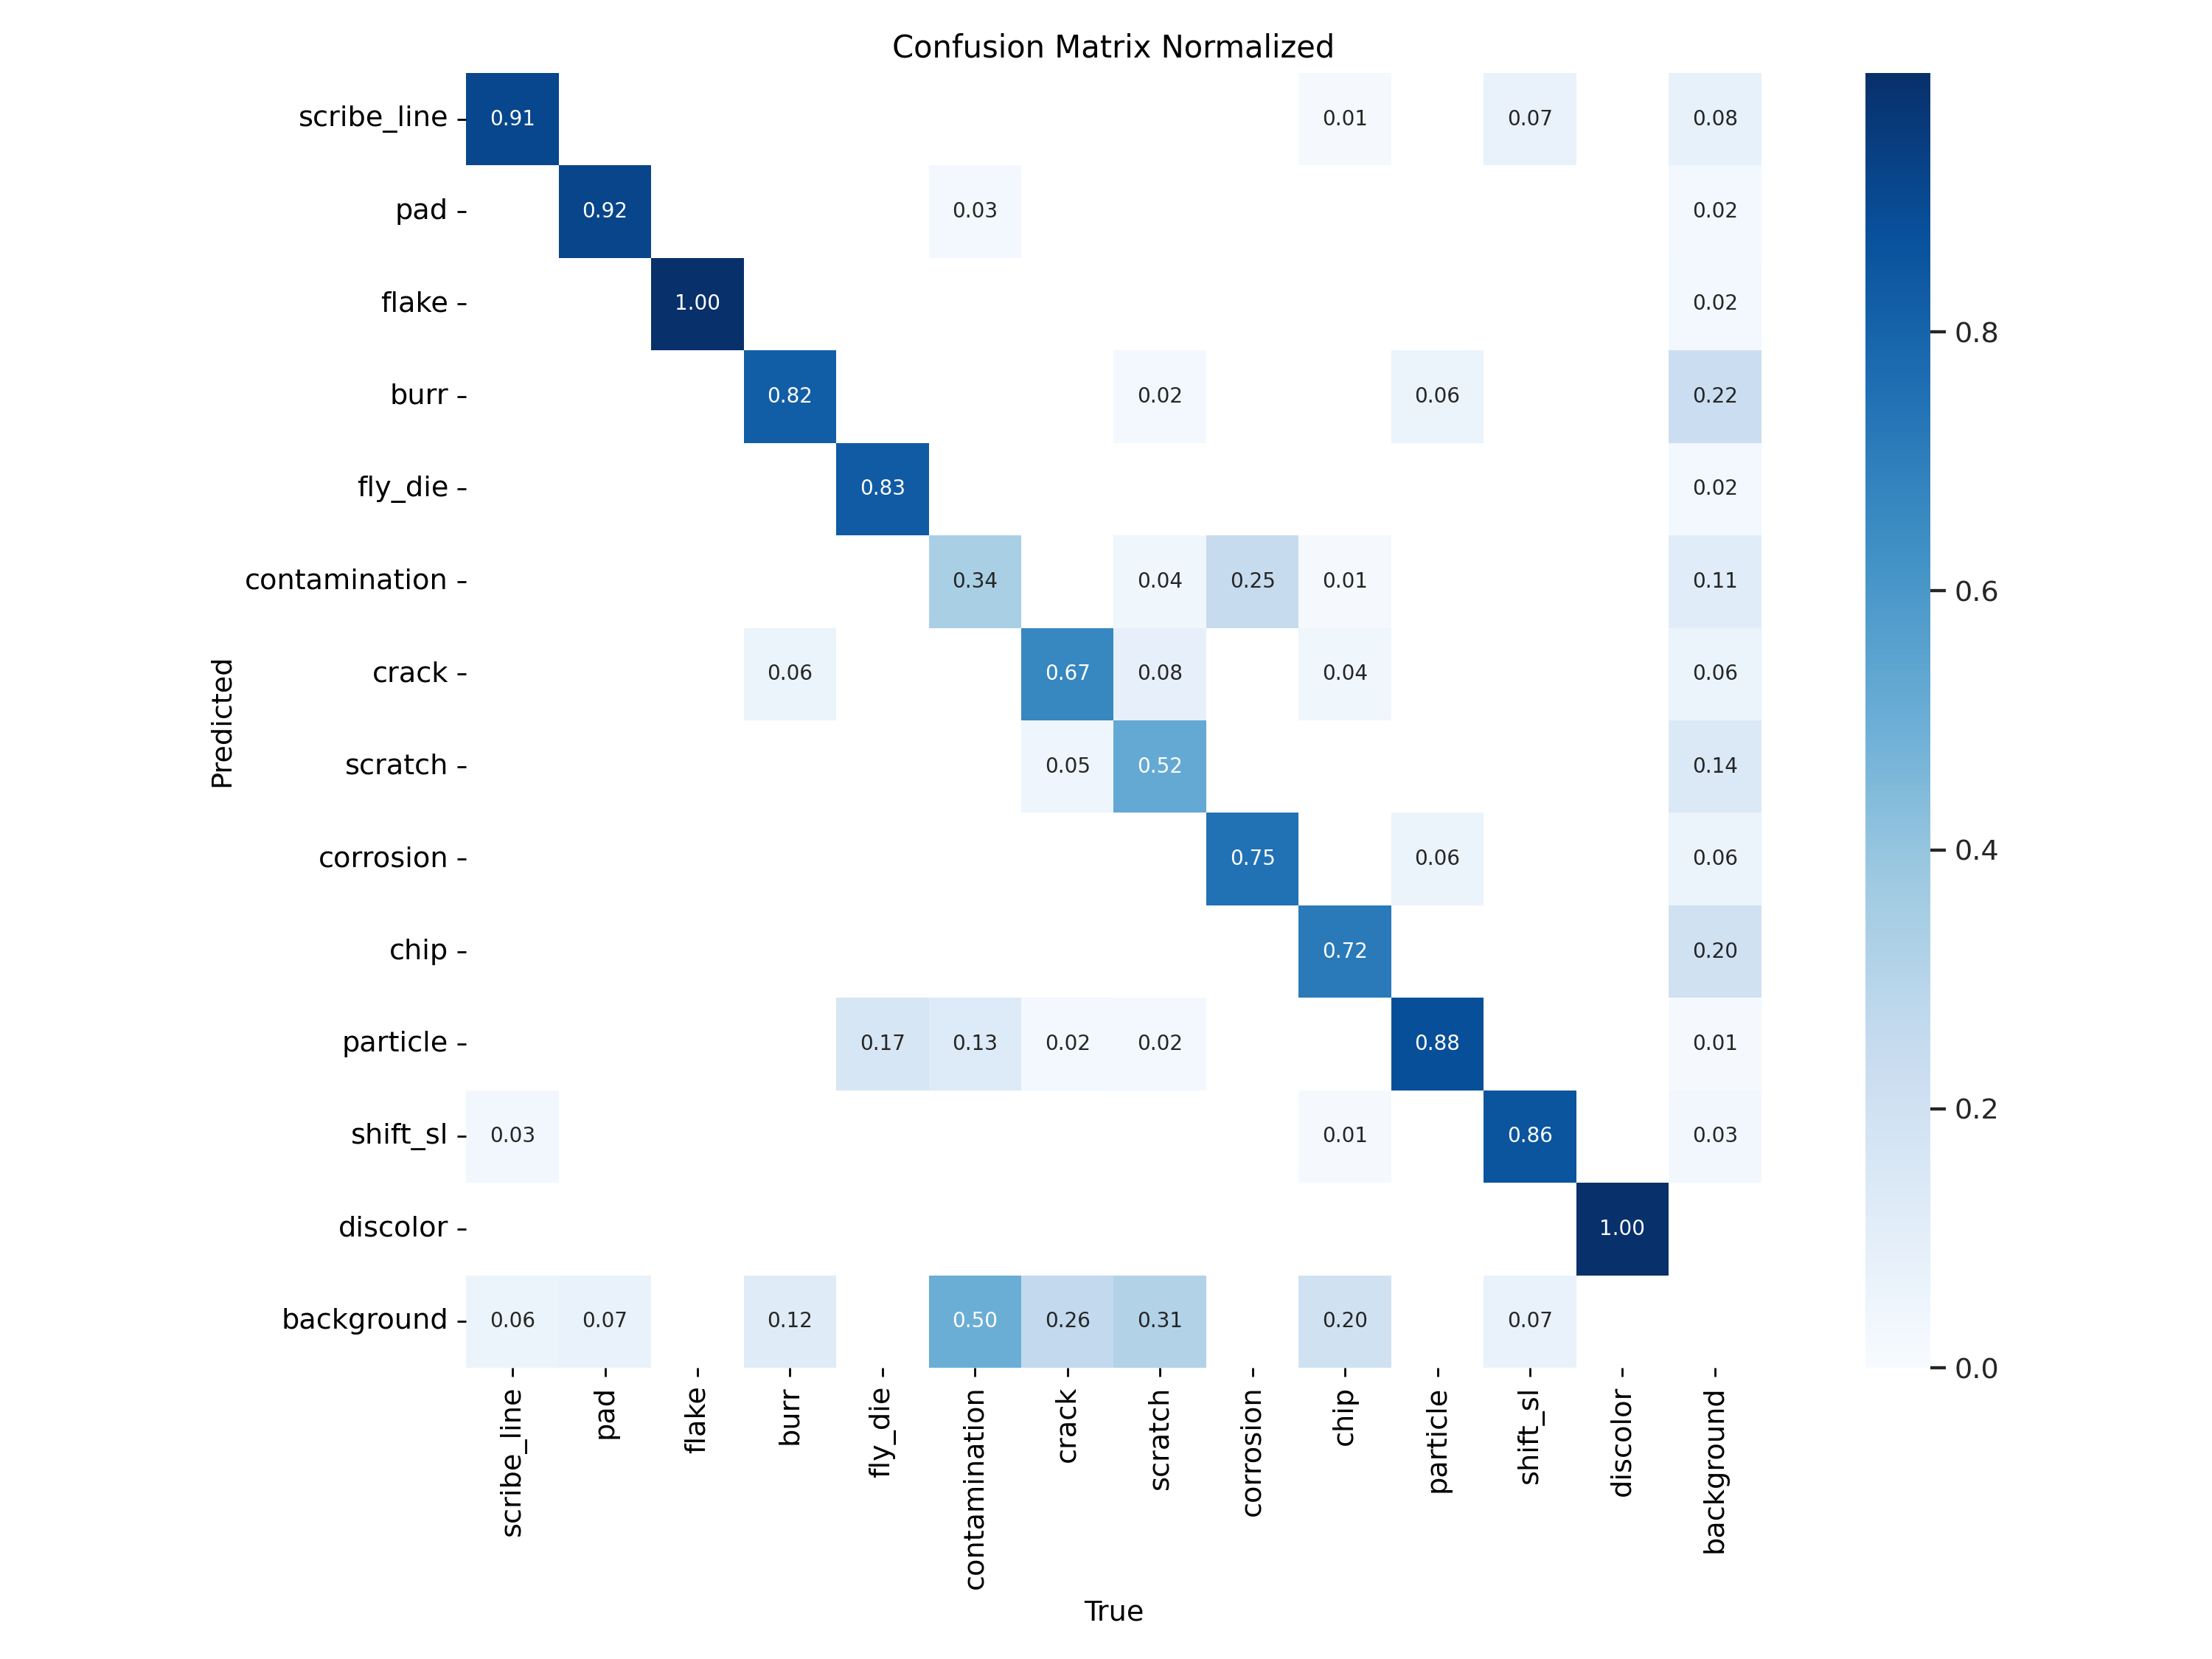 Confusion Matrix Normalized
scribe_line 0.91 0.01 0.07 0.08
pad 0.92 0.03 0.02
flake 1.00 0.02
burr 0.82 0.02 0.06 0.22
fly_die 0.83 0.02
contamination 0.34 0.04 0.25 0.01 0.11
crack 0.06 0.67 0.08 0.04 0.06
scratch 0.05 0.52 0.14
corrosion 0.75 0.06 0.06
chip 0.72 0.20
particle 0.17 0.13 0.02 0.02 0.88 0.01
shift_sl 0.03 0.01 0.86 0.03
discolor 1.00
background 0.06 0.07 0.12 0.50 0.26 0.31 0.20 0.07
Predicted
scribe_line
pad
flake
burr
fly_die
contamination
crack
scratch
corrosion
chip
particle
shift_sl
discolor
background
True
0.8
0.6
0.4
0.2
0.0